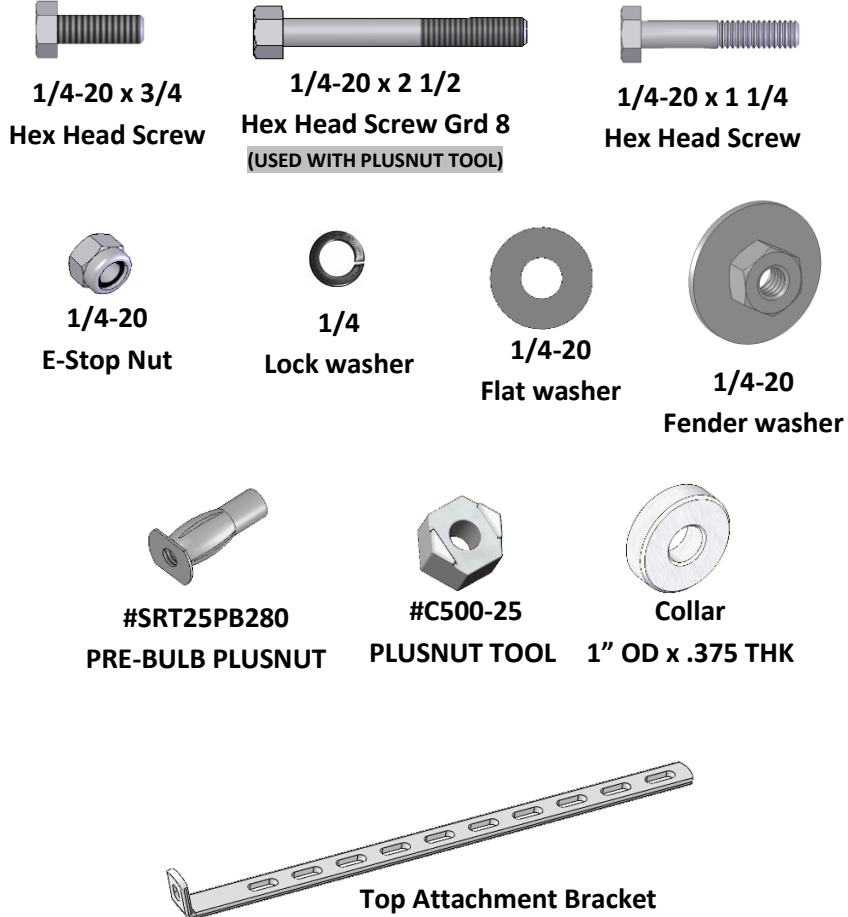 1/4-20 x 3/4
Hex Head Screw
1/4-20 x 2 1/2
Hex Head Screw Grd 8
(USED WITH PLUSNUT TOOL)
1/4-20 x 1 1/4
Hex Head Screw
1/4-20
E-Stop Nut
1/4
Lock washer
1/4-20
Flat washer
1/4-20
Fender washer
#SRT25PB280
PRE-BULB PLUSNUT
#C500-25
PLUSNUT TOOL
Collar
1” OD x .375 THK
Top Attachment Bracket